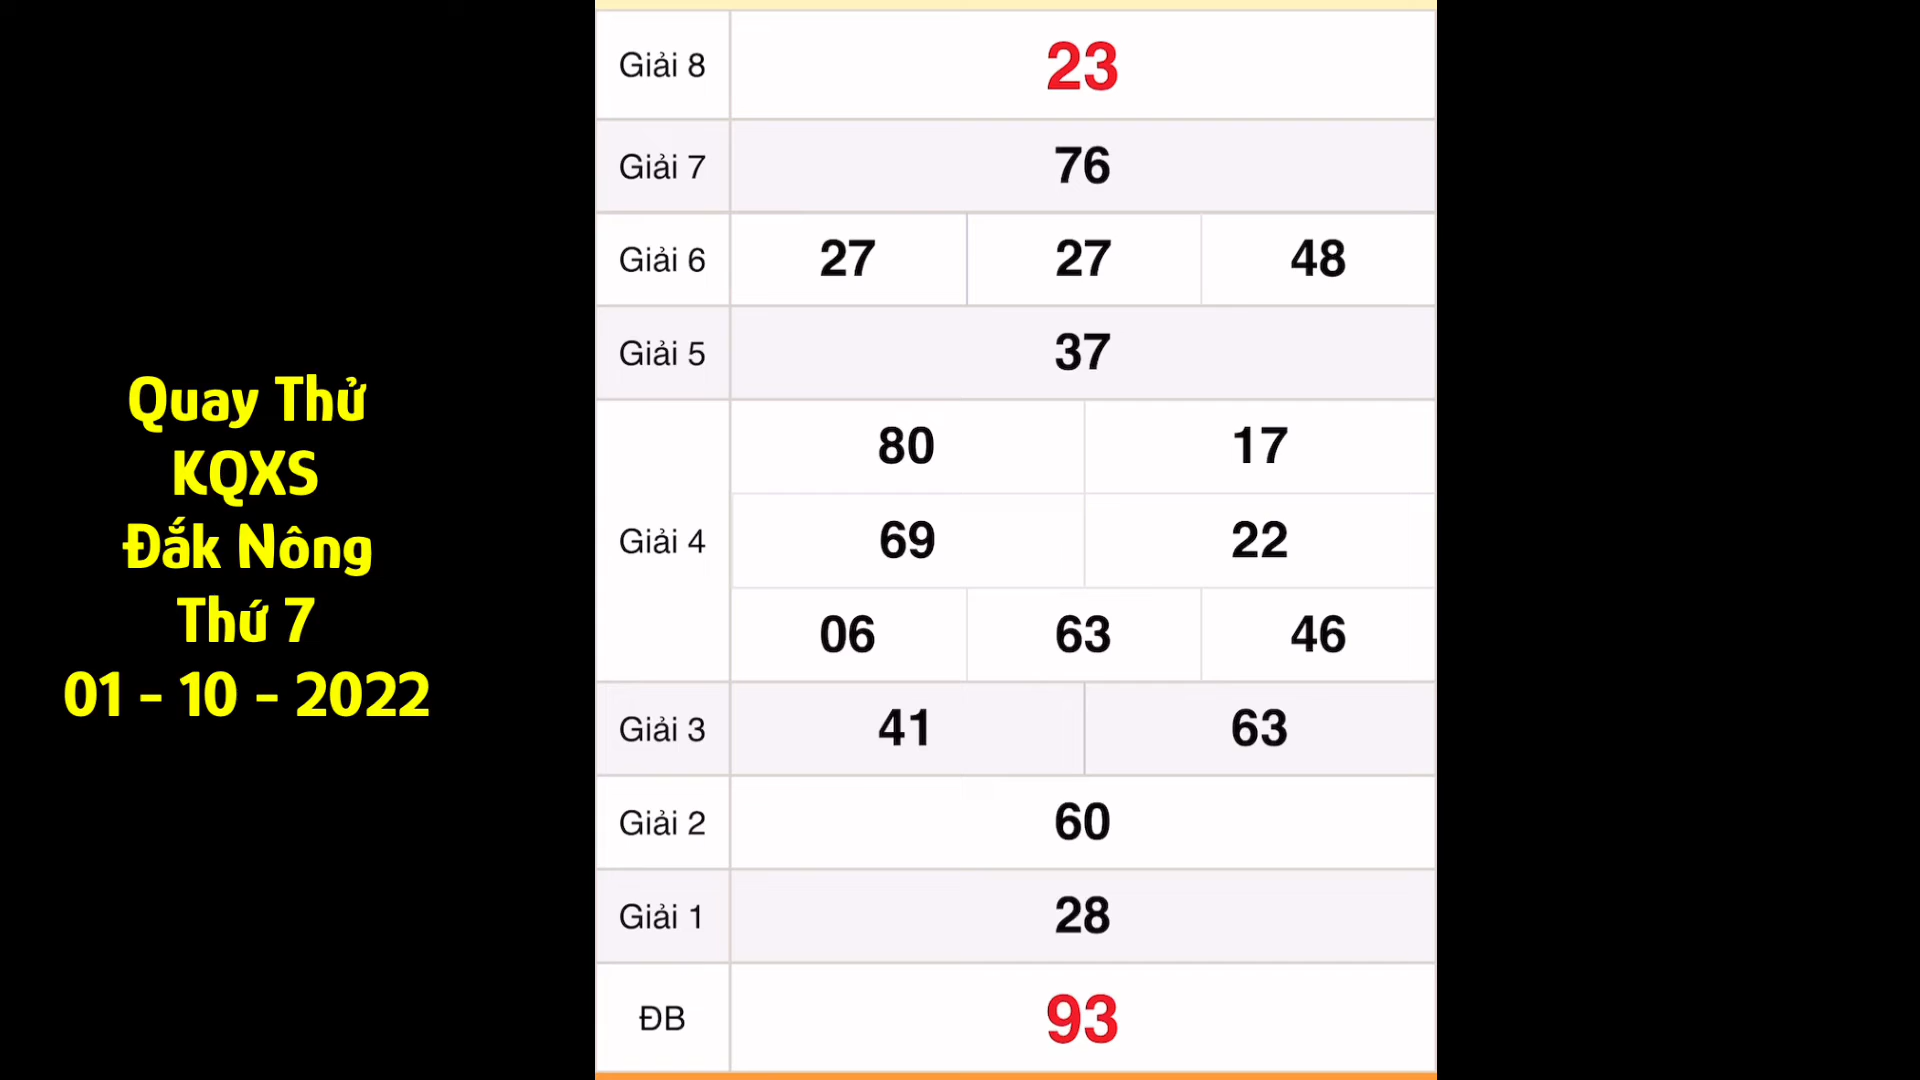 Quay Thử
KQXS
Đắk Nông
Thứ 7
01 - 10 - 2022
Giải 8 23
Giải 7 76
Giải 6 27 27 48
Giải 5 37
80 17
Giải 4 69 22
06 63 46
Giải 3 41 63
Giải 2 60
Giải 1 28
ĐB 93